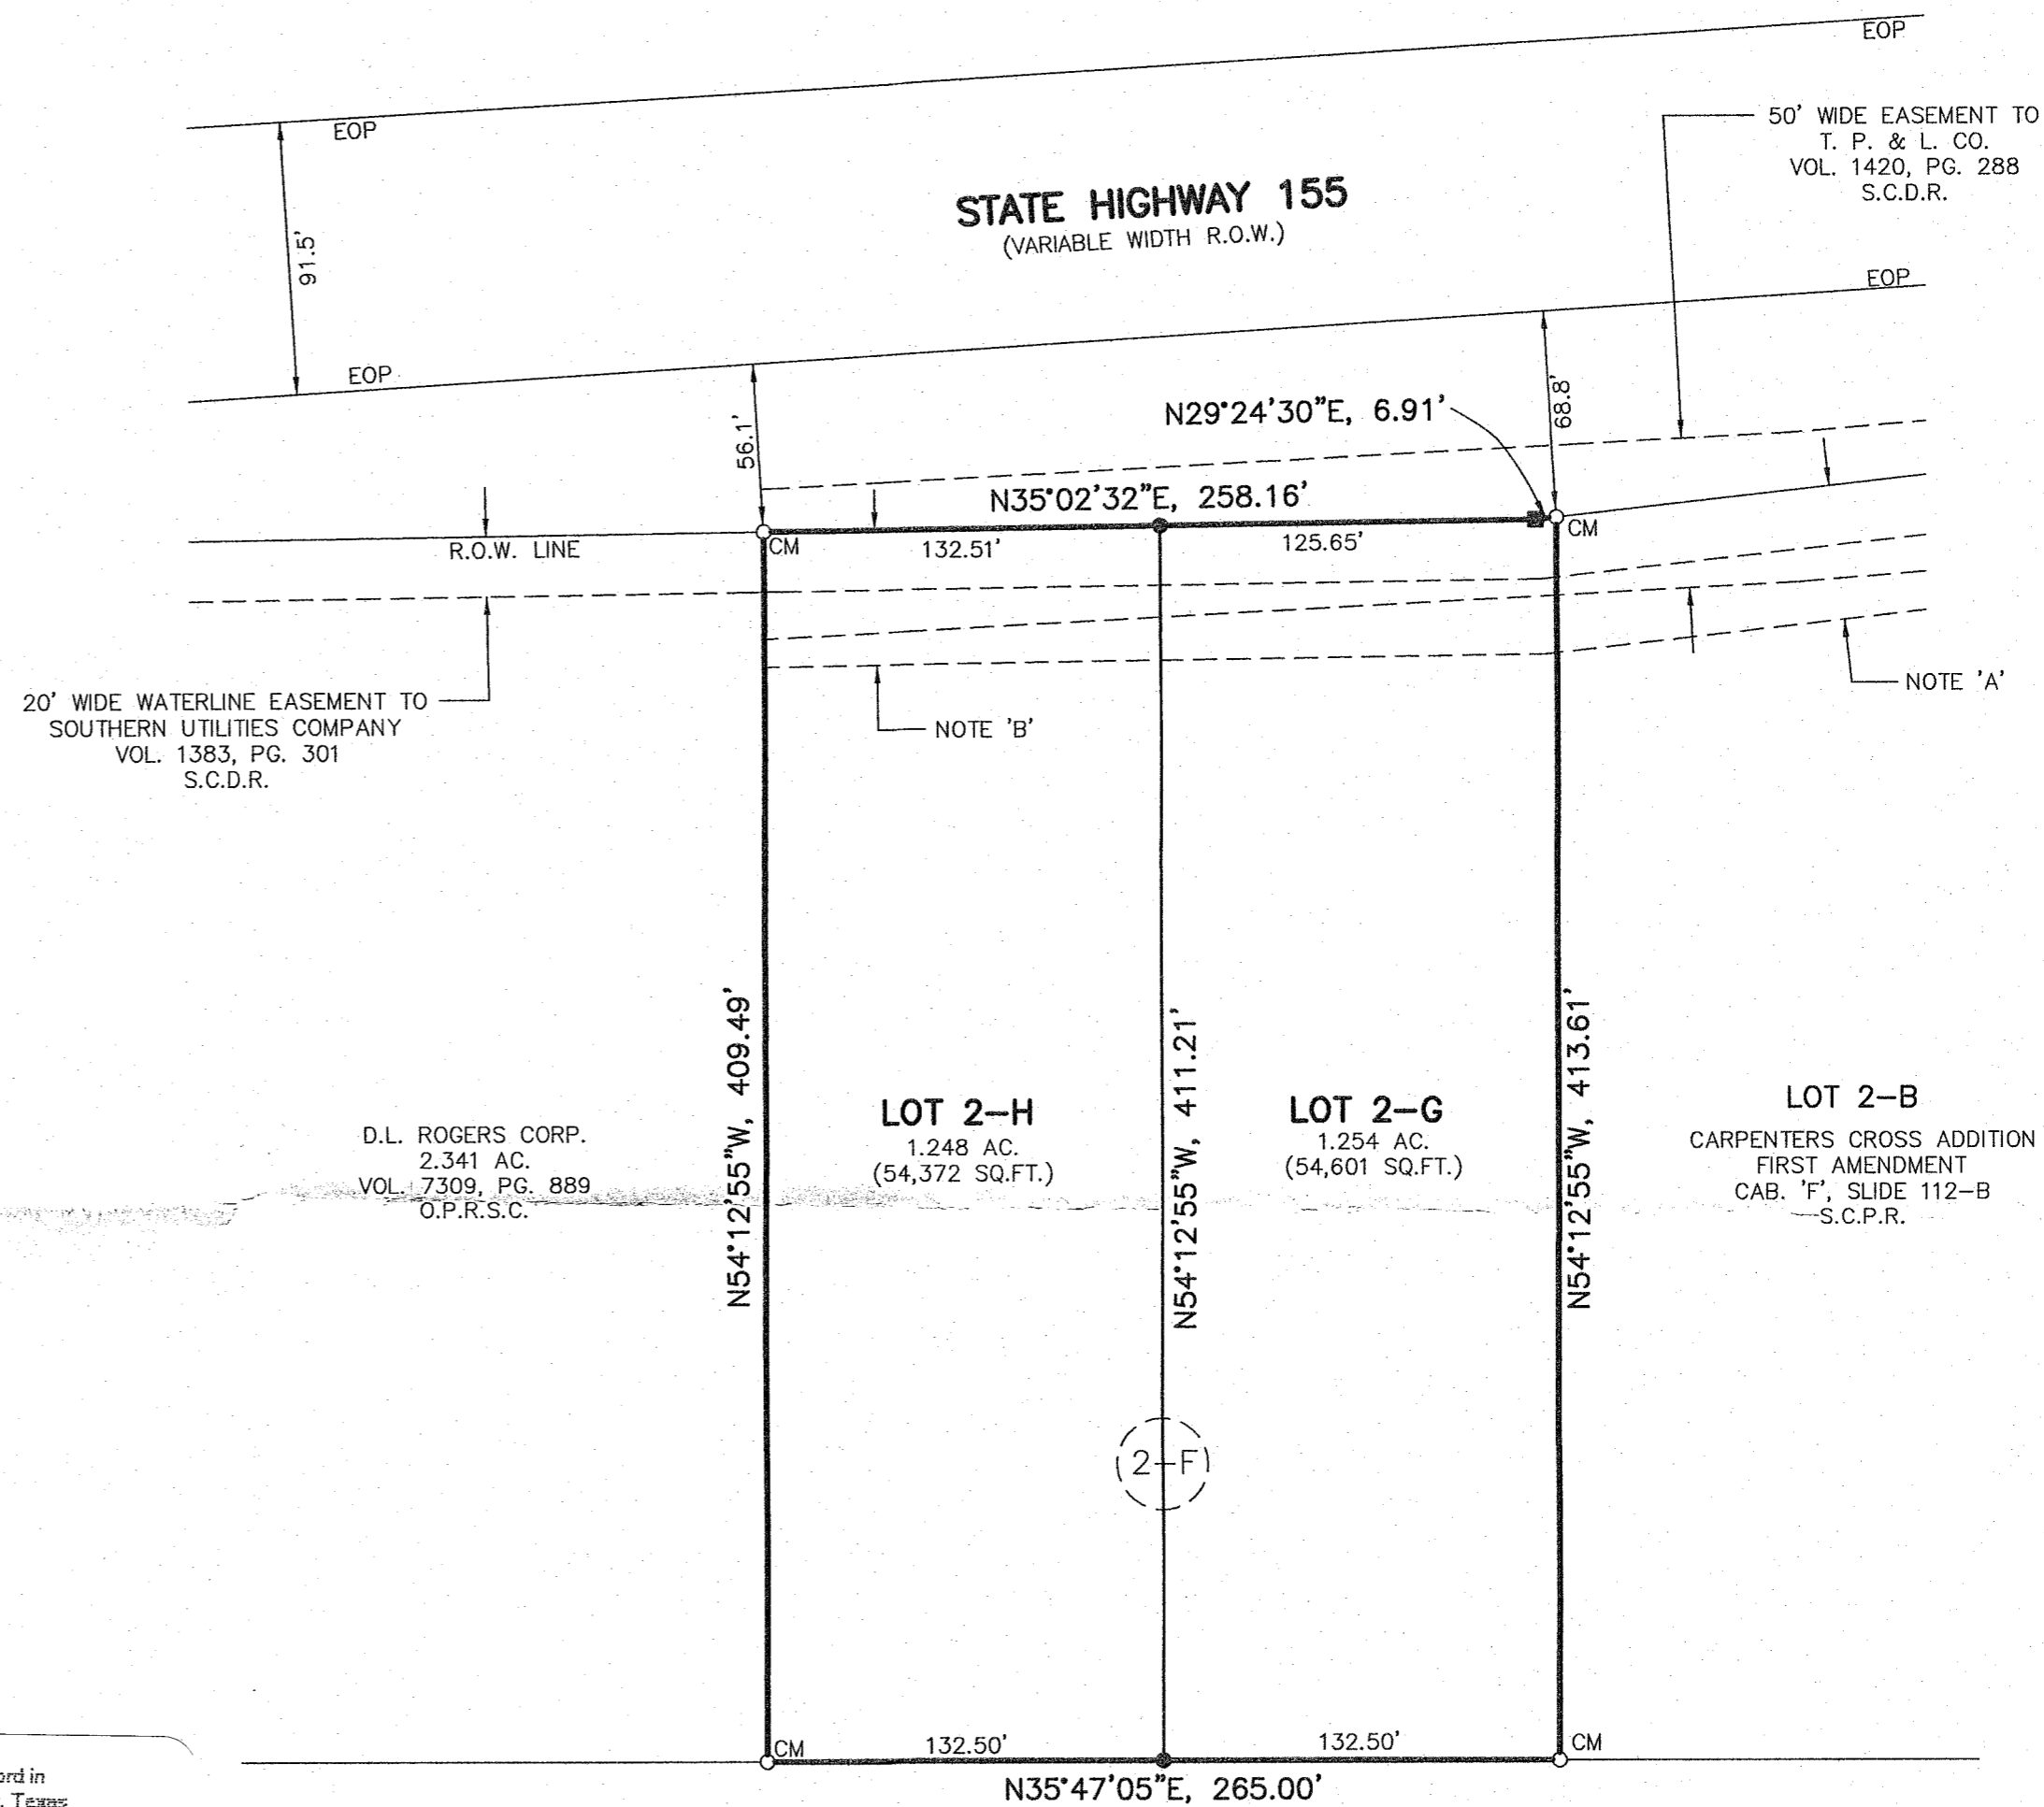 EOP
EOP
50' WIDE EASEMENT TO
T. P. & L. CO.
VOL. 1420, PG. 288
S.C.D.R.
STATE HIGHWAY 155
(VARIABLE WIDTH R.O.W.)
91.5'
EOP
EOP
56.1'
N29°24'30"E, 6.91'
68.8'
N35°02'32"E, 258.16'
R.O.W. LINE
CM
132.51'
125.65'
CM
20' WIDE WATERLINE EASEMENT TO
SOUTHERN UTILITIES COMPANY
VOL. 1383, PG. 301
S.C.D.R.
NOTE 'B'
NOTE 'A'
N54°12'55"W, 409.49'
N54°12'55"W, 411.21'
N54°12'55"W, 413.61'
D.L. ROGERS CORP.
2.341 AC.
VOL. 7309, PG. 889
O.P.R.S.C.
LOT 2-H
1.248 AC.
(54,372 SQ.FT.)
LOT 2-G
1.254 AC.
(54,601 SQ.FT.)
LOT 2-B
CARPENTERS CROSS ADDITION
FIRST AMENDMENT
CAB. 'F', SLIDE 112-B
S.C.P.R.
2-F
CM
132.50'
132.50'
CM
N35°47'05"E, 265.00'
ord in
, Texas